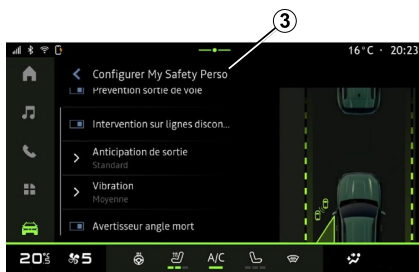 3
16°C · 20:23
Configurer My Safety Perso
Prévention sortie de voie
Intervention sur lignes discon...
Anticipation de sortie
Standard
Vibration
Moyenne
Avertisseur angle mort
20°5 5 A/C